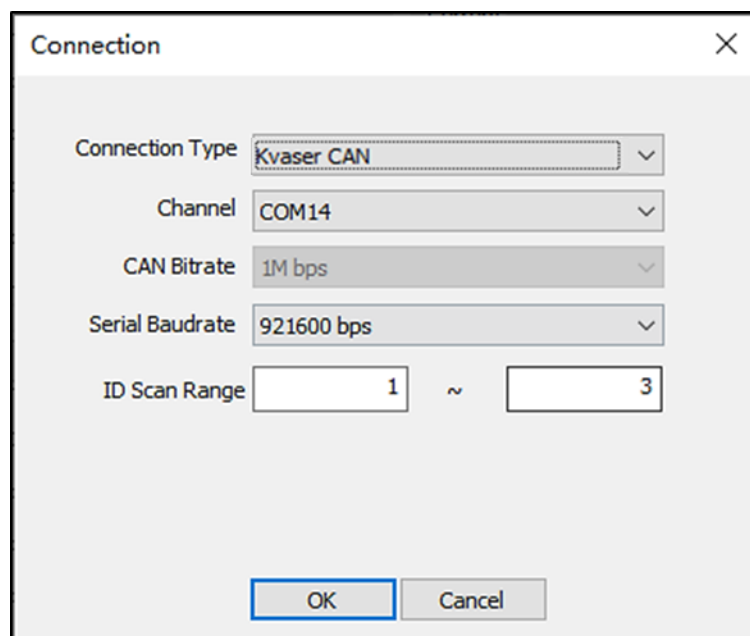 Connection
Connection Type Kvaser CAN
Channel COM14
CAN Bitrate 1M bps
Serial Baudrate 921600 bps
ID Scan Range 1 ~ 3
OK Cancel